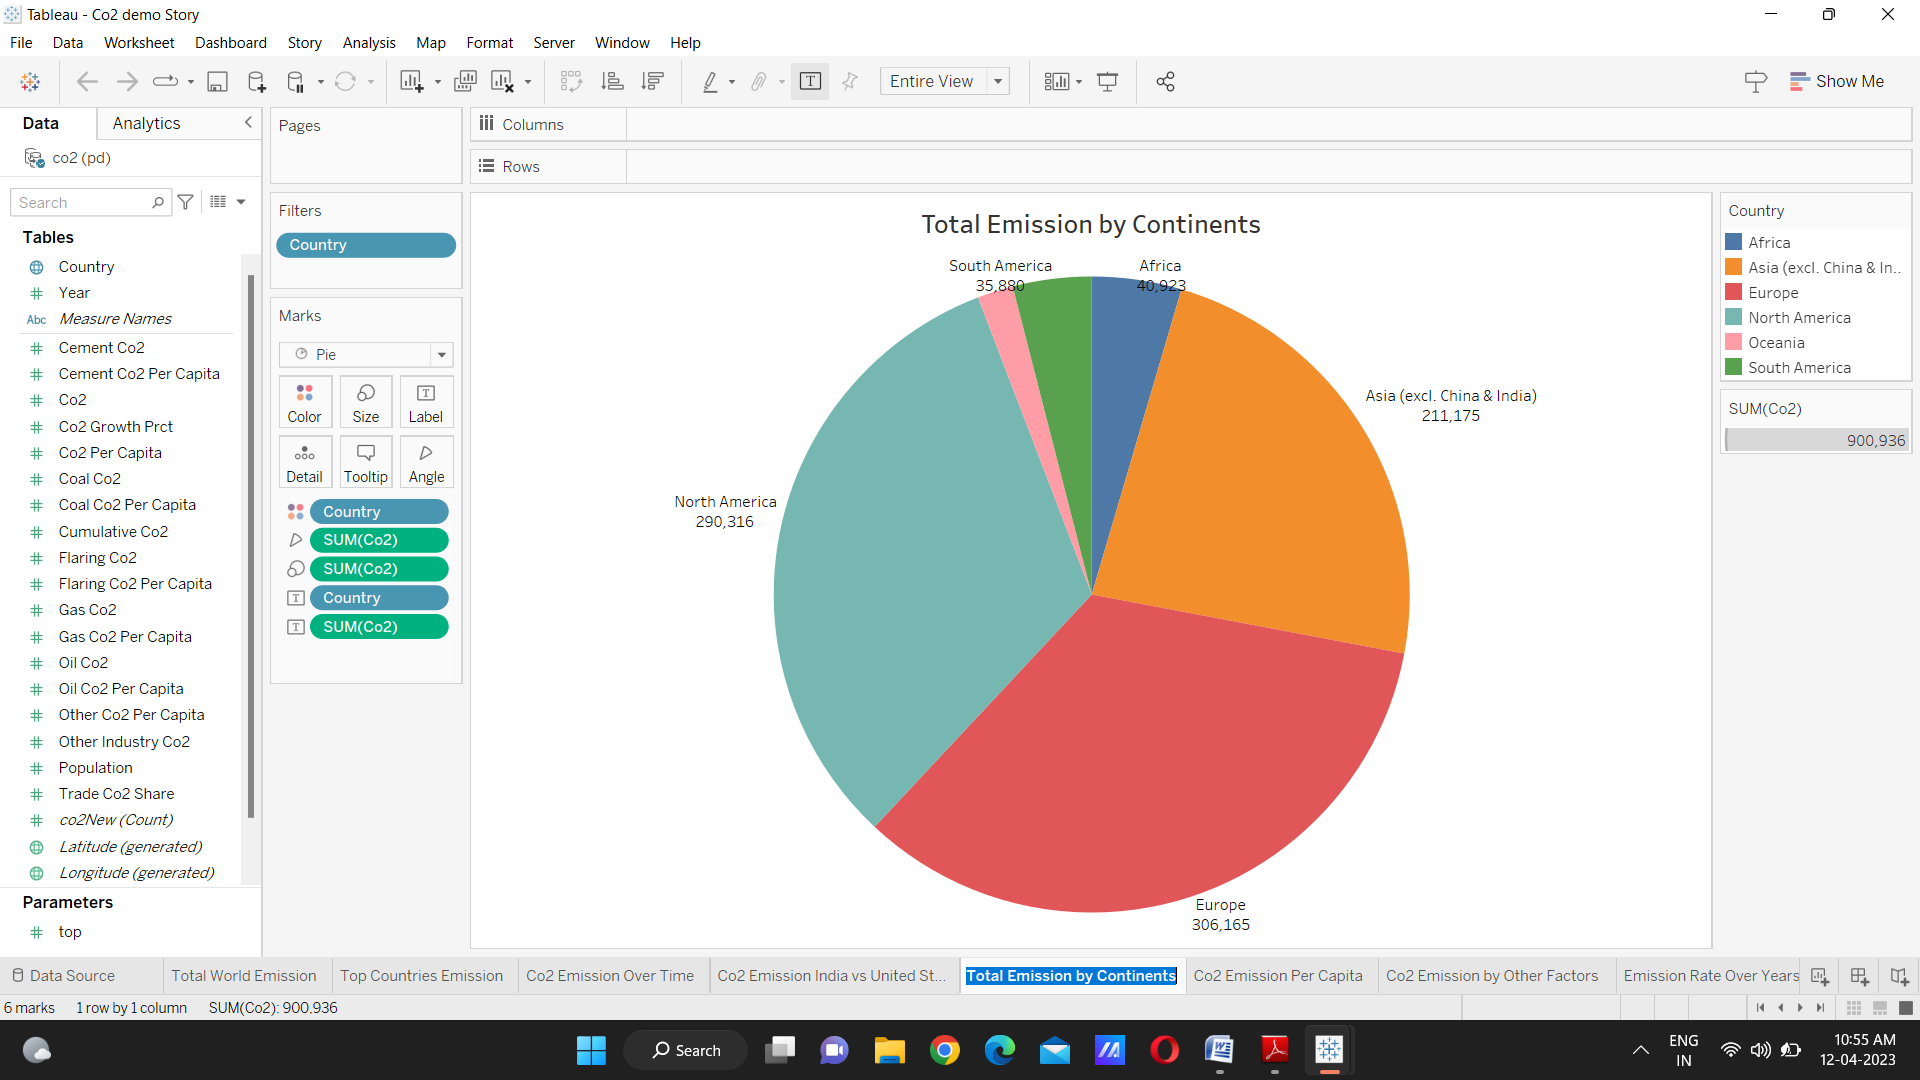 Tableau - Co2 demo Story
File Data Worksheet Dashboard Story Analysis Map Format Server Window Help
Entire View
Show Me
Data Analytics
co2 (pd)
Search
Tables
Country
Year
Abc Measure Names
Cement Co2
Cement Co2 Per Capita
Co2
Co2 Growth Prct
Co2 Per Capita
Coal Co2
Coal Co2 Per Capita
Cumulative Co2
Flaring Co2
Flaring Co2 Per Capita
Gas Co2
Gas Co2 Per Capita
Oil Co2
Oil Co2 Per Capita
Other Co2 Per Capita
Other Industry Co2
Population
Trade Co2 Share
co2New (Count)
Latitude (generated)
Longitude (generated)
Parameters
top
Pages
Filters
Country
Marks
Pie
Color Size Label
Detail Tooltip Angle
Country
SUM(Co2)
SUM(Co2)
Country
SUM(Co2)
Columns
Rows
Total Emission by Continents
South America
35,880
Africa
40,923
Asia (excl. China & India)
211,175
North America
290,316
Europe
306,165
Country
Africa
Asia (excl. China & In..
Europe
North America
Oceania
South America
SUM(Co2)
900,936
Data Source Total World Emission Top Countries Emission Co2 Emission Over Time Co2 Emission India vs United St... Total Emission by Continents Co2 Emission Per Capita Co2 Emission by Other Factors Emission Rate Over Years
6 marks 1 row by 1 column SUM(Co2): 900,936
Search
ENG
IN
10:55 AM
12-04-2023